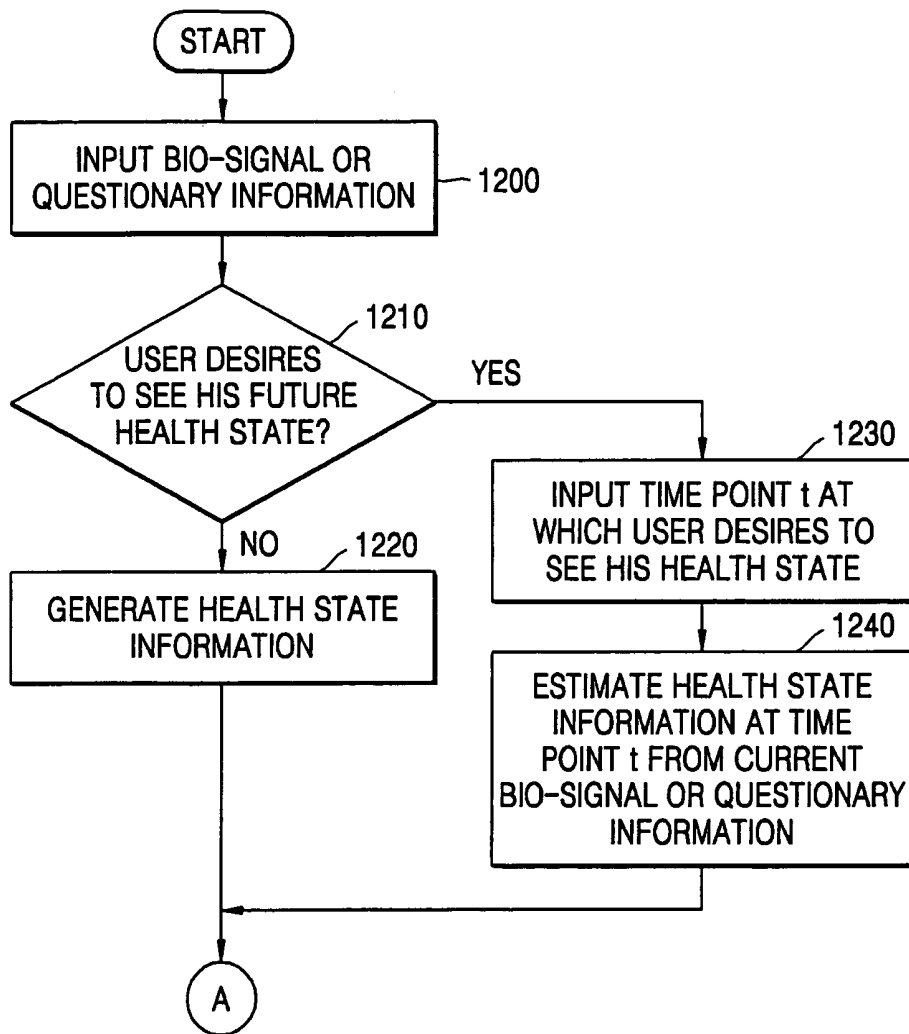 START
INPUT BIO-SIGNAL OR
QUESTIONARY INFORMATION
1200
1210
USER DESIRES
TO SEE HIS FUTURE
HEALTH STATE?
YES
NO
1220
GENERATE HEALTH STATE
INFORMATION
1230
INPUT TIME POINT t AT
WHICH USER DESIRES TO
SEE HIS HEALTH STATE
1240
ESTIMATE HEALTH STATE
INFORMATION AT TIME
POINT t FROM CURRENT
BIO-SIGNAL OR QUESTIONARY
INFORMATION
A